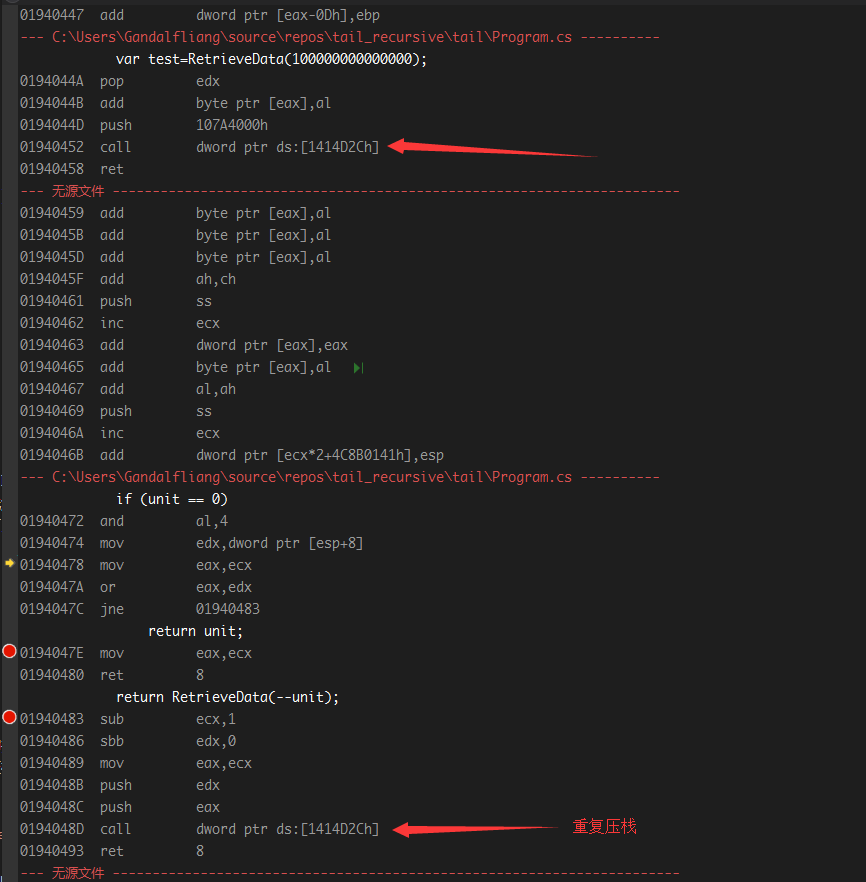 01940447 add dword ptr [eax-0Dh],ebp
--- C:\Users\Gandalfliang\source\repos\tail_recursive\tail\Program.cs ----------
var test=RetrieveData(100000000000000);
0194044A pop edx
0194044B add byte ptr [eax],al
0194044D push 107A4000h
01940452 call dword ptr ds:[1414D2Ch]
01940458 ret
--- 无源文件 -----------------------------------------------------------------------
01940459 add byte ptr [eax],al
0194045B add byte ptr [eax],al
0194045D add byte ptr [eax],al
0194045F add ah,ch
01940461 push ss
01940462 inc ecx
01940463 add dword ptr [eax],eax
01940465 add byte ptr [eax],al
01940467 add al,ah
01940469 push ss
0194046A inc ecx
0194046B add dword ptr [ecx*2+4C8B0141h],esp
--- C:\Users\Gandalfliang\source\repos\tail_recursive\tail\Program.cs ----------
if (unit == 0)
01940472 and al,4
01940474 mov edx,dword ptr [esp+8]
01940478 mov eax,ecx
0194047A or eax,edx
0194047C jne 01940483
return unit;
0194047E mov eax,ecx
01940480 ret 8
return RetrieveData(--unit);
01940483 sub ecx,1
01940486 sbb edx,0
01940489 mov eax,ecx
0194048B push edx
0194048C push eax
0194048D call dword ptr ds:[1414D2Ch] 重复压栈
01940493 ret 8
--- 无源文件 -----------------------------------------------------------------------